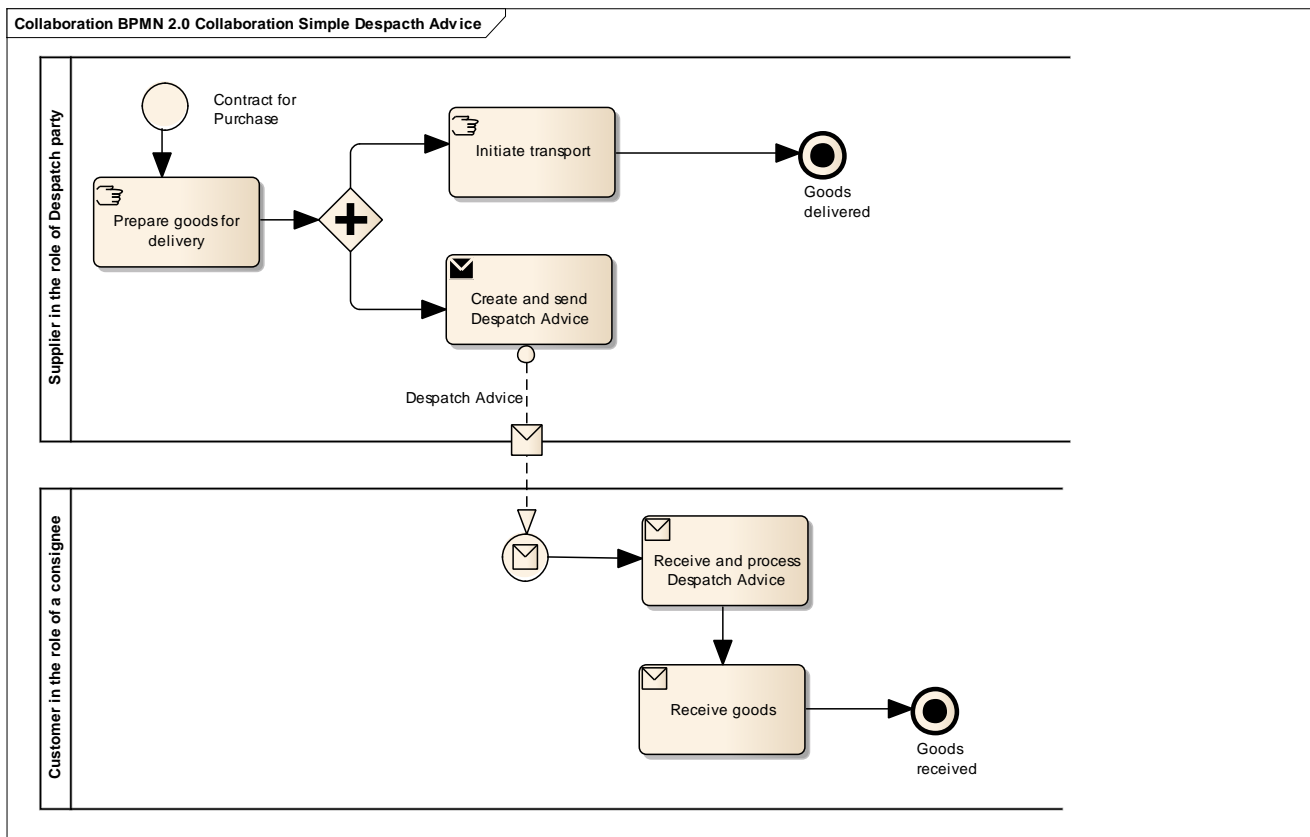 Collaboration BPMN 2.0 Collaboration Simple Despacth Advice
Supplier in the role of Despatch party
Contract for
Purchase
Prepare goods for
delivery
Initiate transport
Goods
delivered
Create and send
Despatch Advice
Despatch Advice
Customer in the role of a consignee
Receive and process
Despatch Advice
Receive goods
Goods
received